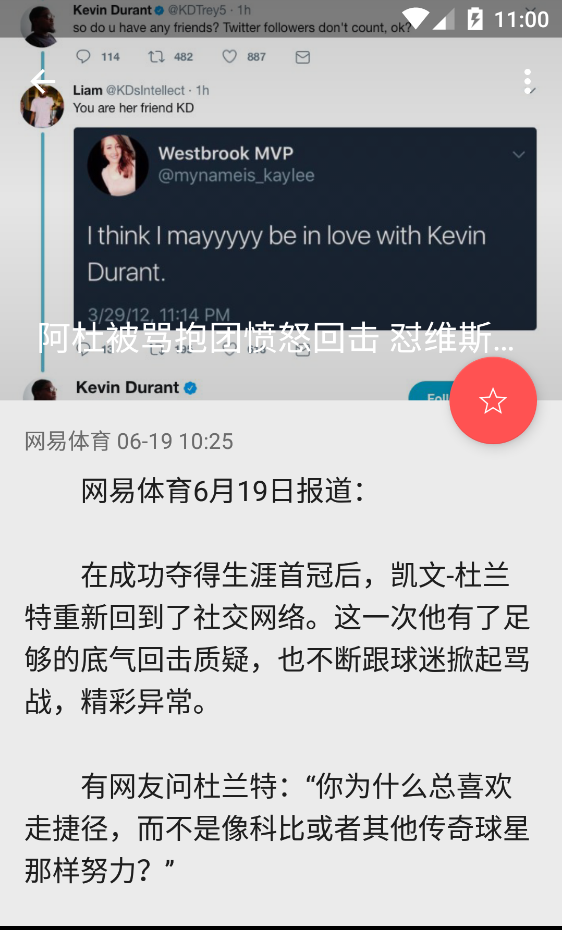 Kevin Durant @KDTrey5 · 1h
so do u have any friends? Twitter followers don't count, ok?
11:00
114 482 887
Liam @KDsIntellect · 1h
You are her friend KD
Westbrook MVP
@mynameis_kaylee
I think I mayyyyy be in love with Kevin
Durant.
3/29/12, 11:14 PM
阿杜被骂抱团愤怒回击 怼维斯...
Kevin Durant
网易体育 06-19 10:25
网易体育6月19日报道：
在成功夺得生涯首冠后，凯文-杜兰
特重新回到了社交网络。这一次他有了足
够的底气回击质疑，也不断跟球迷掀起骂
战，精彩异常。
有网友问杜兰特：“你为什么总喜欢
走捷径，而不是像科比或者其他传奇球星
那样努力？”